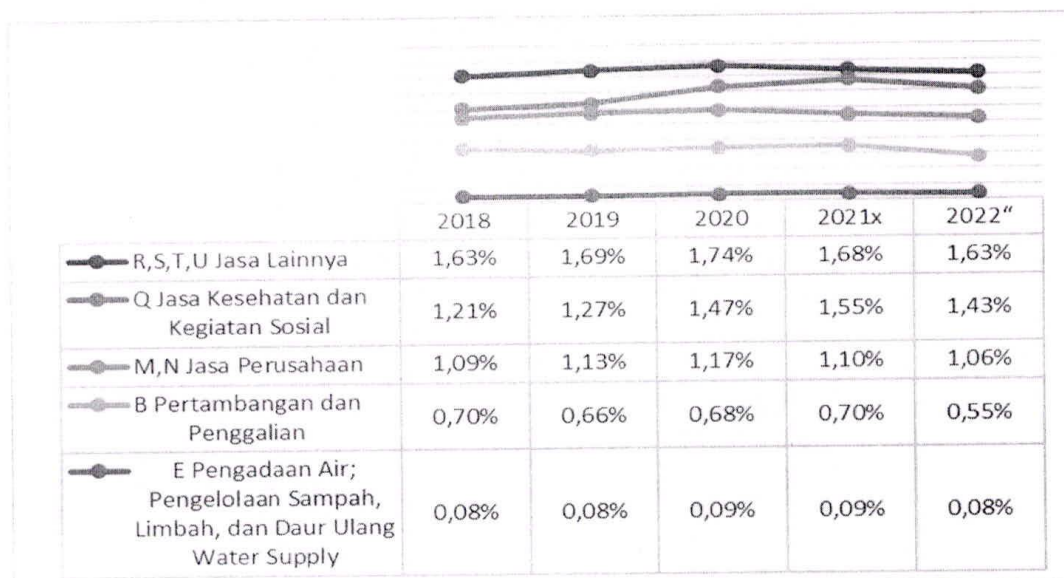 2018 2019 2020 2021x 2022“
R,S,T,U Jasa Lainnya 1,63% 1,69% 1,74% 1,68% 1,63%
Q Jasa Kesehatan dan
Kegiatan Sosial 1,21% 1,27% 1,47% 1,55% 1,43%
M,N Jasa Perusahaan 1,09% 1,13% 1,17% 1,10% 1,06%
B Pertambangan dan
Penggalian 0,70% 0,66% 0,68% 0,70% 0,55%
E Pengadaan Air;
Pengelolaan Sampah,
Limbah, dan Daur Ulang
Water Supply 0,08% 0,08% 0,09% 0,09% 0,08%